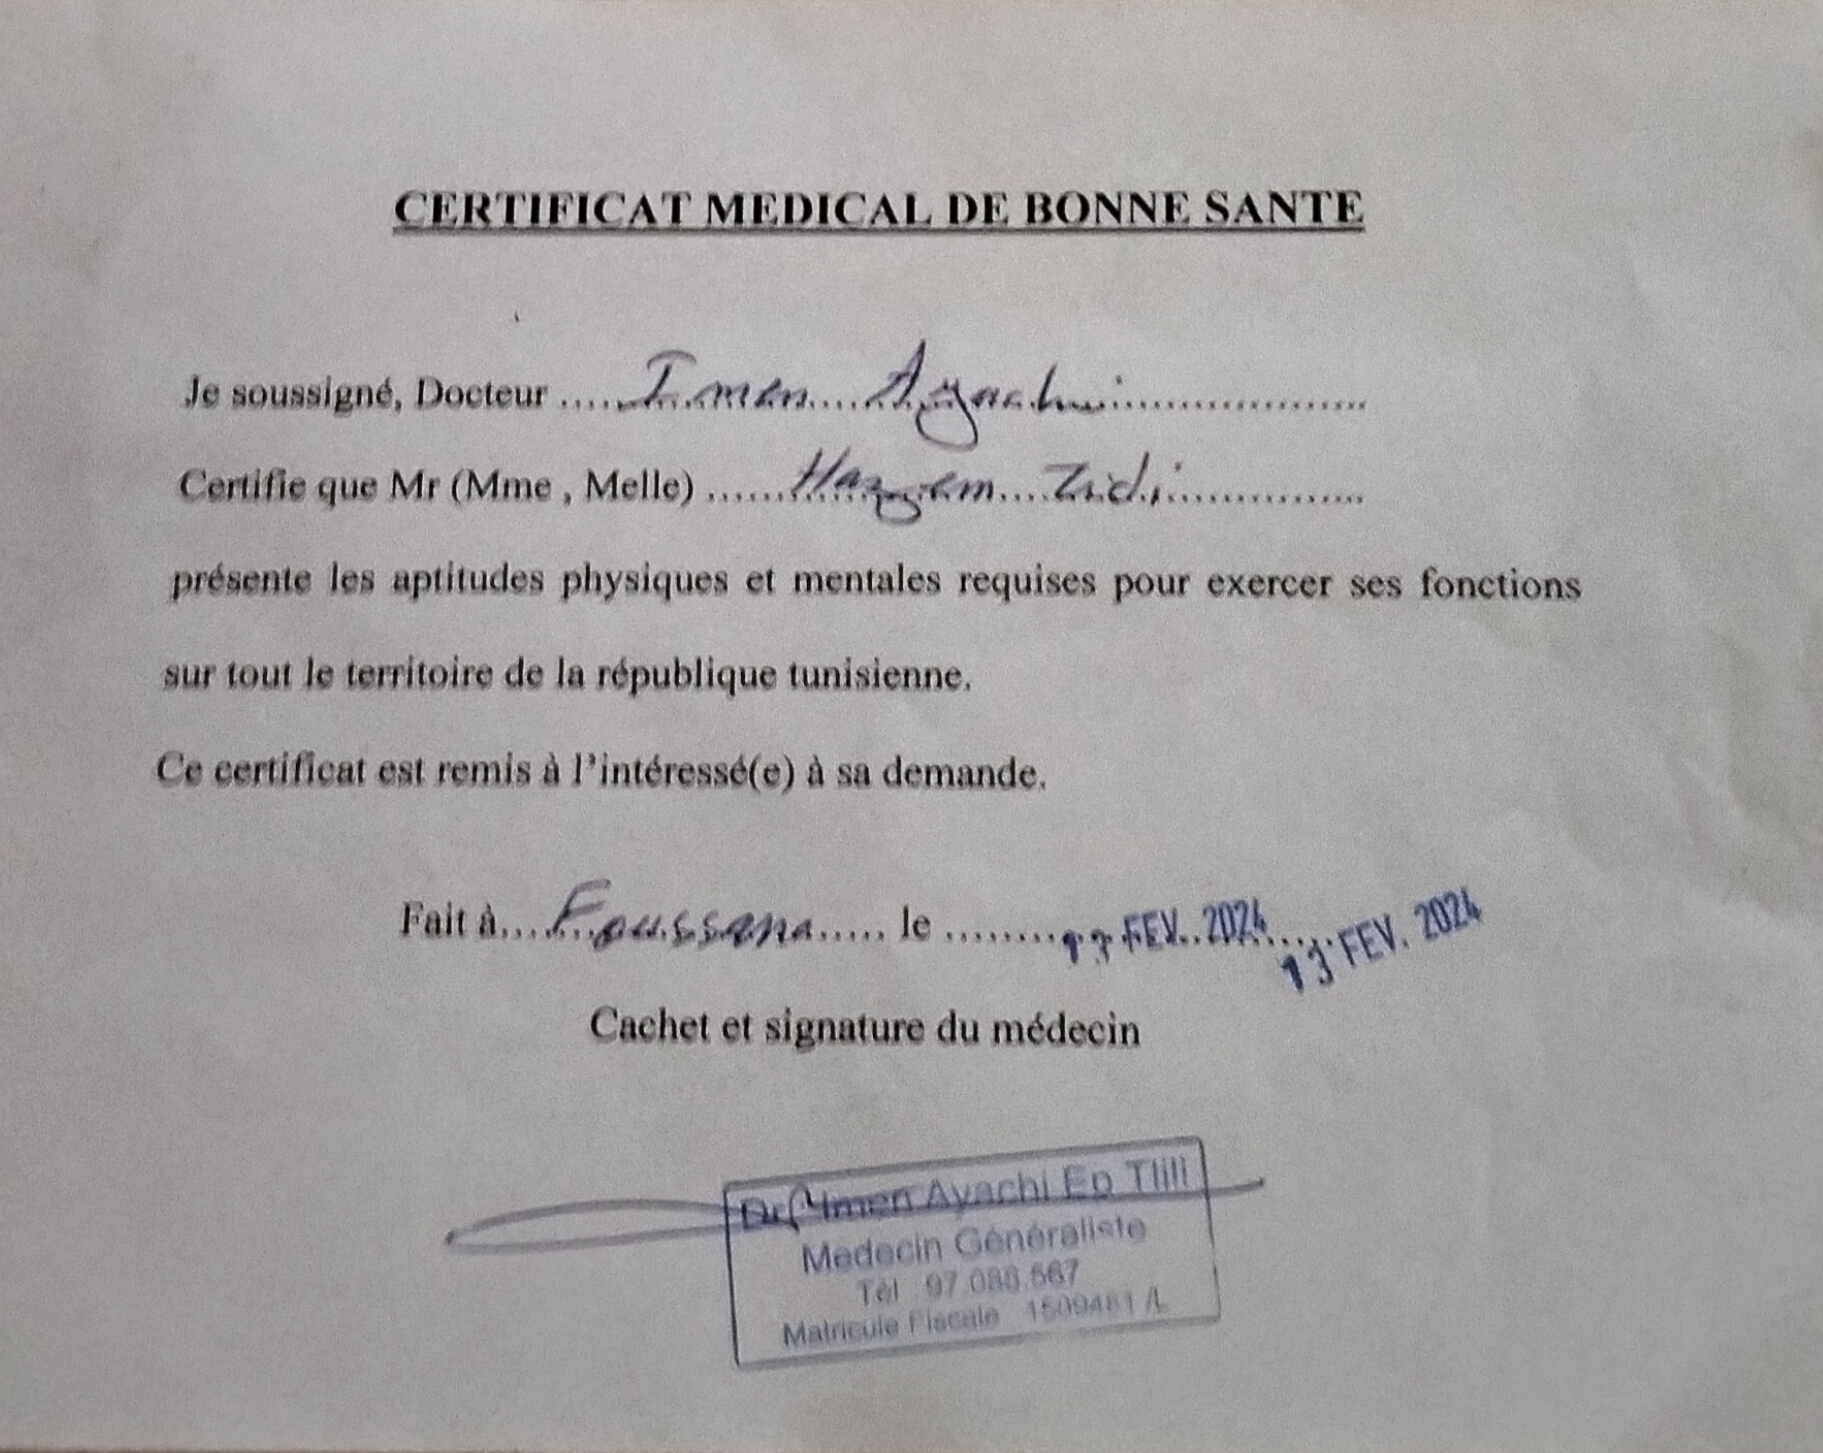 CERTIFICAT MEDICAL DE BONNE SANTE
Je soussigné, Docteur ..... Imen .... Ayachi ....................
Certifie que Mr (Mme , Melle) ...... Hazem .... Zidi ...............
présente les aptitudes physiques et mentales requises pour exercer ses fonctions
sur tout le territoire de la république tunisienne.
Ce certificat est remis à l'intéressé(e) à sa demande.
Fait à.... Foussana ..... le ........ 13 FEV. 2024 .... 13 FEV. 2024
Cachet et signature du médecin
Dr Imen Ayachi Ep Tlili
Medecin Généraliste
Tél 97.088.567
Matricule Fiscale 1509481 /L